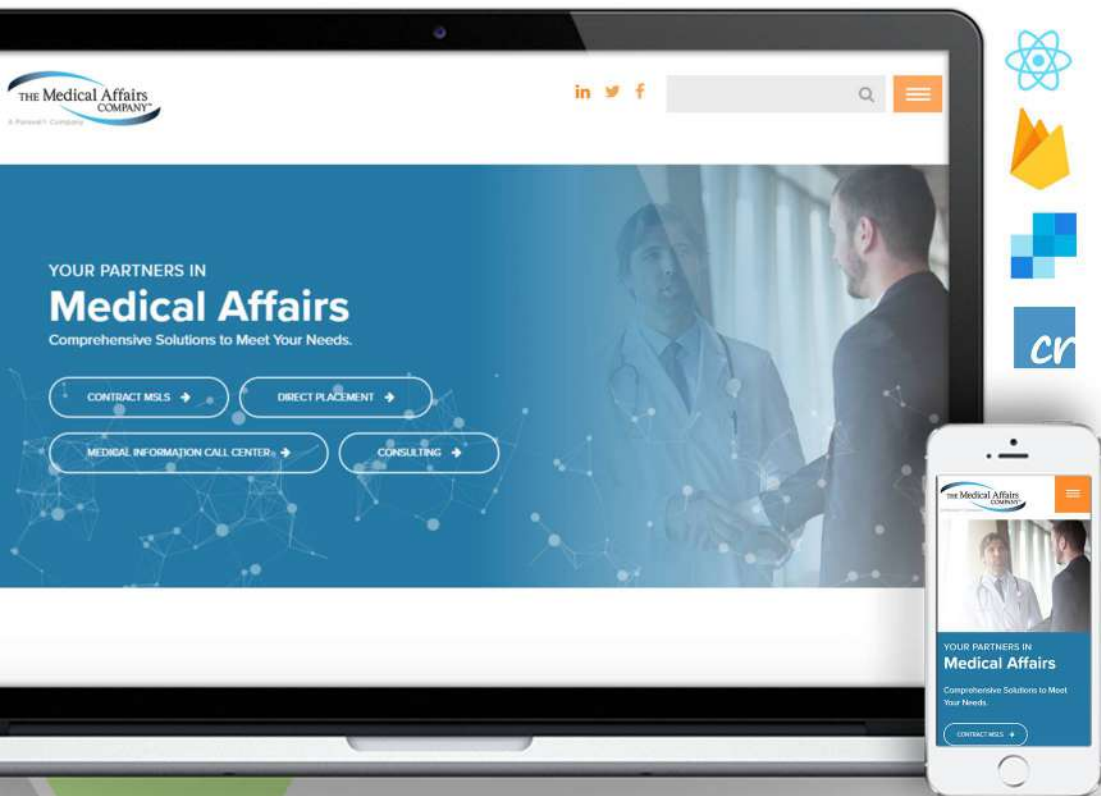 THE Medical Affairs
COMPANY™
in f
YOUR PARTNERS IN
Medical Affairs
Comprehensive Solutions to Meet Your Needs.
CONTRACT MSLS
DIRECT PLACEMENT
MEDICAL INFORMATION CALL CENTER
CONSULTING
cr
THE Medical Affairs
COMPANY
YOUR PARTNERS IN
Medical Affairs
Comprehensive Solutions to Meet
Your Needs.
CONTRACT MSLS